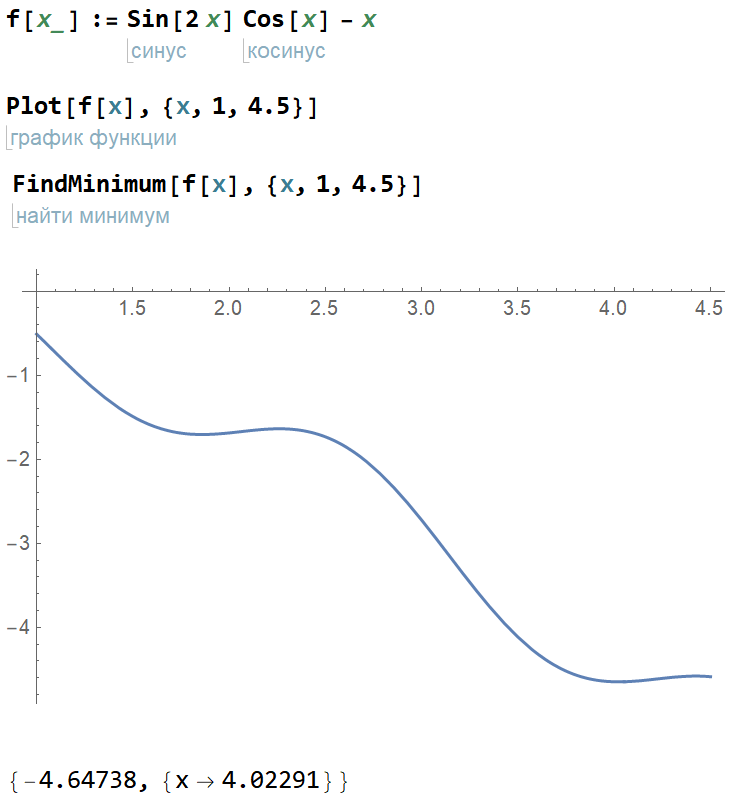 f[x_] := Sin[2 x] Cos[x] - x
синус косинус
Plot[f[x], {x, 1, 4.5}]
график функции
FindMinimum[f[x], {x, 1, 4.5}]
найти минимум
1.5 2.0 2.5 3.0 3.5 4.0 4.5
-1
-2
-3
-4
{-4.64738, {x → 4.02291}}